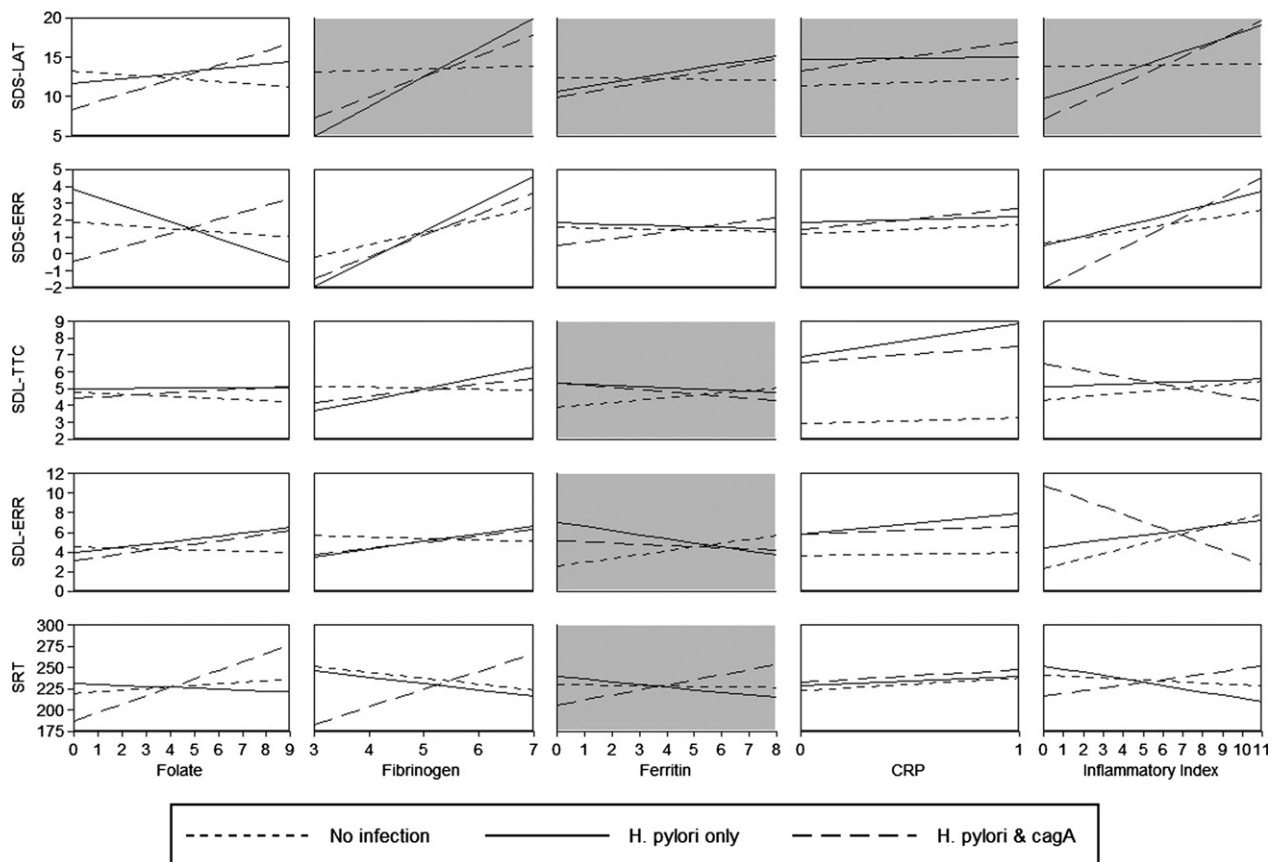 SDS-LAT
20
15
10
5
SDS-ERR
5
4
3
2
1
0
−1
−2
SDL-TTC
9
8
7
6
5
4
3
2
SDL-ERR
12
10
8
6
4
2
0
SRT
300
275
250
225
200
175
0 1 2 3 4 5 6 7 8 9
Folate
3 4 5 6 7
Fibrinogen
0 1 2 3 4 5 6 7 8
Ferritin
0 1
CRP
0 1 2 3 4 5 6 7 8 9 10 11
Inflammatory Index
No infection
H. pylori only
H. pylori & cagA